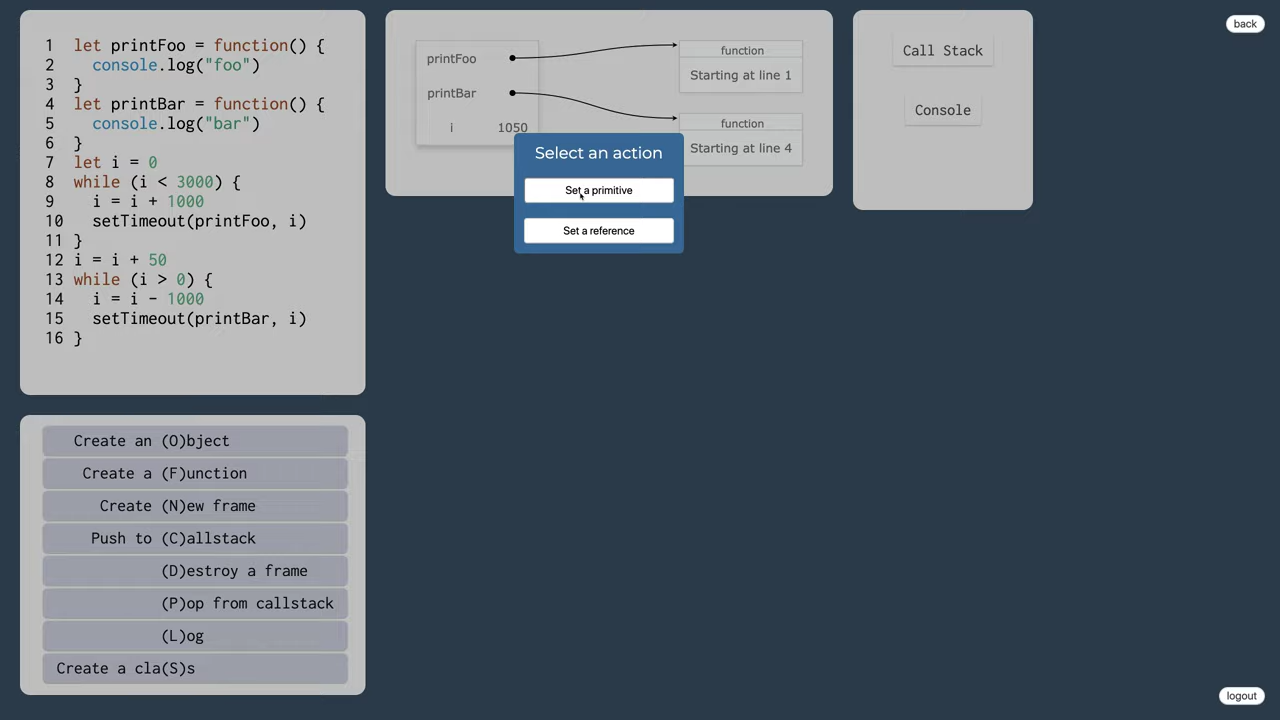 1 let printFoo = function() {
2 console.log("foo")
3 }
4 let printBar = function() {
5 console.log("bar")
6 }
7 let i = 0
8 while (i < 3000) {
9 i = i + 1000
10 setTimeout(printFoo, i)
11 }
12 i = i + 50
13 while (i > 0) {
14 i = i - 1000
15 setTimeout(printBar, i)
16 }
Create an (O)bject
Create a (F)unction
Create (N)ew frame
Push to (C)allstack
(D)estroy a frame
(P)op from callstack
(L)og
Create a cla(S)s
printFoo
printBar
i 1050
function
Starting at line 1
function
Starting at line 4
Select an action
Set a primitive
Set a reference
Call Stack
Console
back
logout